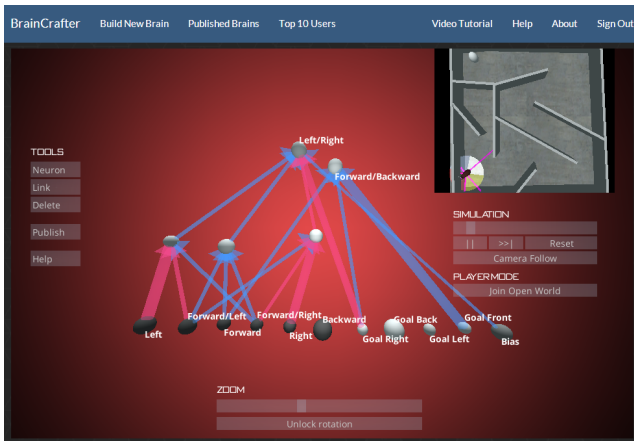 BrainCrafter Build New Brain Published Brains Top 10 Users Video Tutorial Help About Sign Out
Left/Right
Forward/Backward
TOOLS
Neuron
Link
Delete
Publish
Help
SIMULATION
|| >>| Reset
Camera Follow
PLAYER MODE
Join Open World
Left
Forward/Left
Forward
Forward/Right
Right
Backward
Goal Right
Goal Back
Goal Left
Goal Front
Bias
ZOOM
Unlock rotation